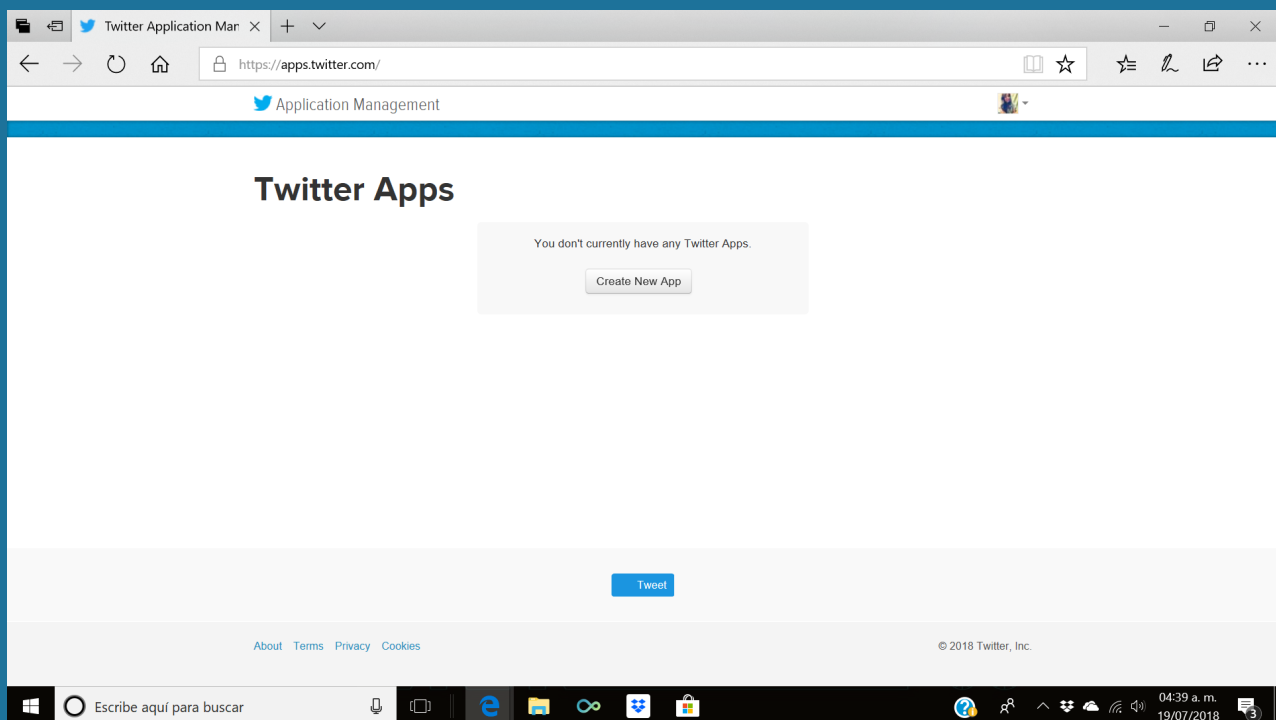 Twitter Application Mar
https://apps.twitter.com/
Application Management
Twitter Apps
You don't currently have any Twitter Apps.
Create New App
Tweet
About Terms Privacy Cookies
© 2018 Twitter, Inc.
Escribe aquí para buscar
04:39 a. m.
19/07/2018
3